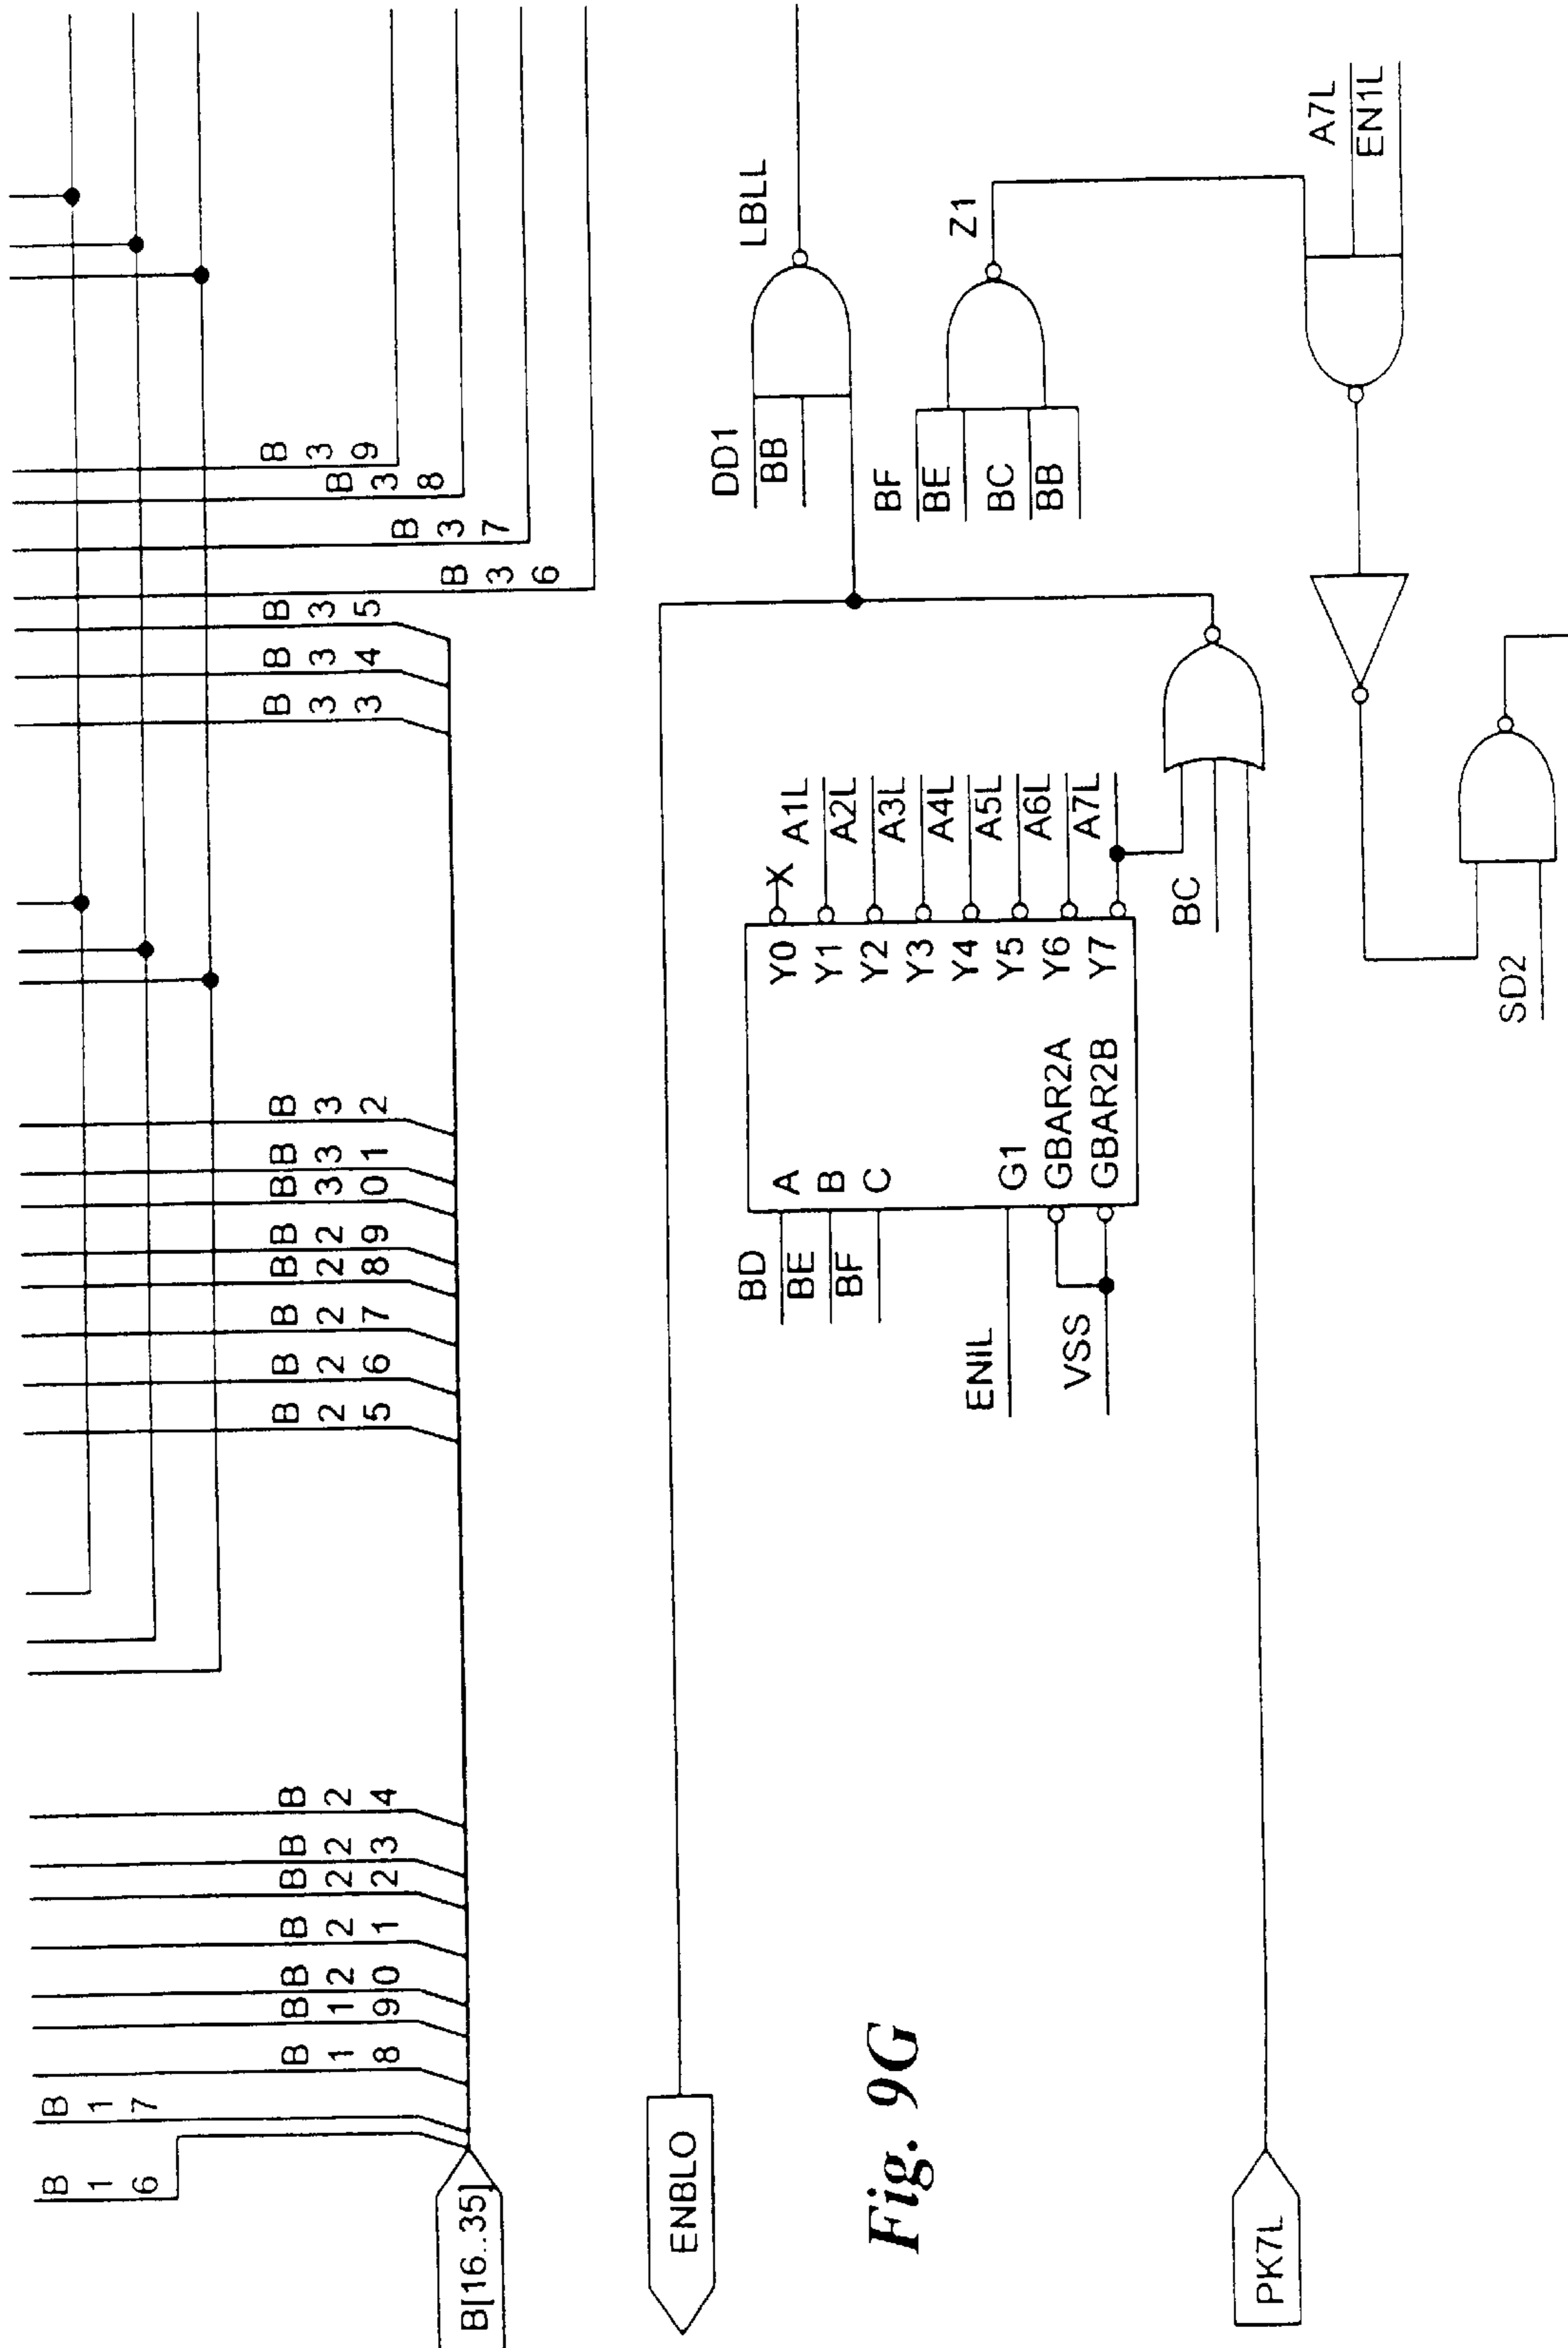 B16
B17
B18
B19
B20
B21
B22
B23
B24
B25
B26
B27
B28
B29
B30
B31
B32
B33
B34
B35
B36
B37
B38
B39
B[16..35]
ENBLO
DD1
BB
LBLL
BF
BE
BC
BB
Z1
BD
BE
BF
ENIL
VSS
A
B
C
G1
GBAR2A
GBAR2B
Y0
Y1
Y2
Y3
Y4
Y5
Y6
Y7
X
A1L
A2L
A3L
A4L
A5L
A6L
A7L
BC
A7L
EN1L
SD2
PK7L
Fig. 9G